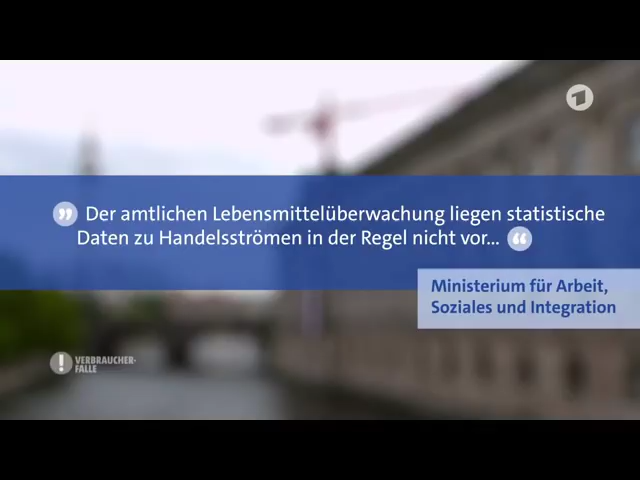 1
„ Der amtlichen Lebensmittelüberwachung liegen statistische
Daten zu Handelsströmen in der Regel nicht vor... “
Ministerium für Arbeit,
Soziales und Integration
! VERBRAUCHER-
FALLE